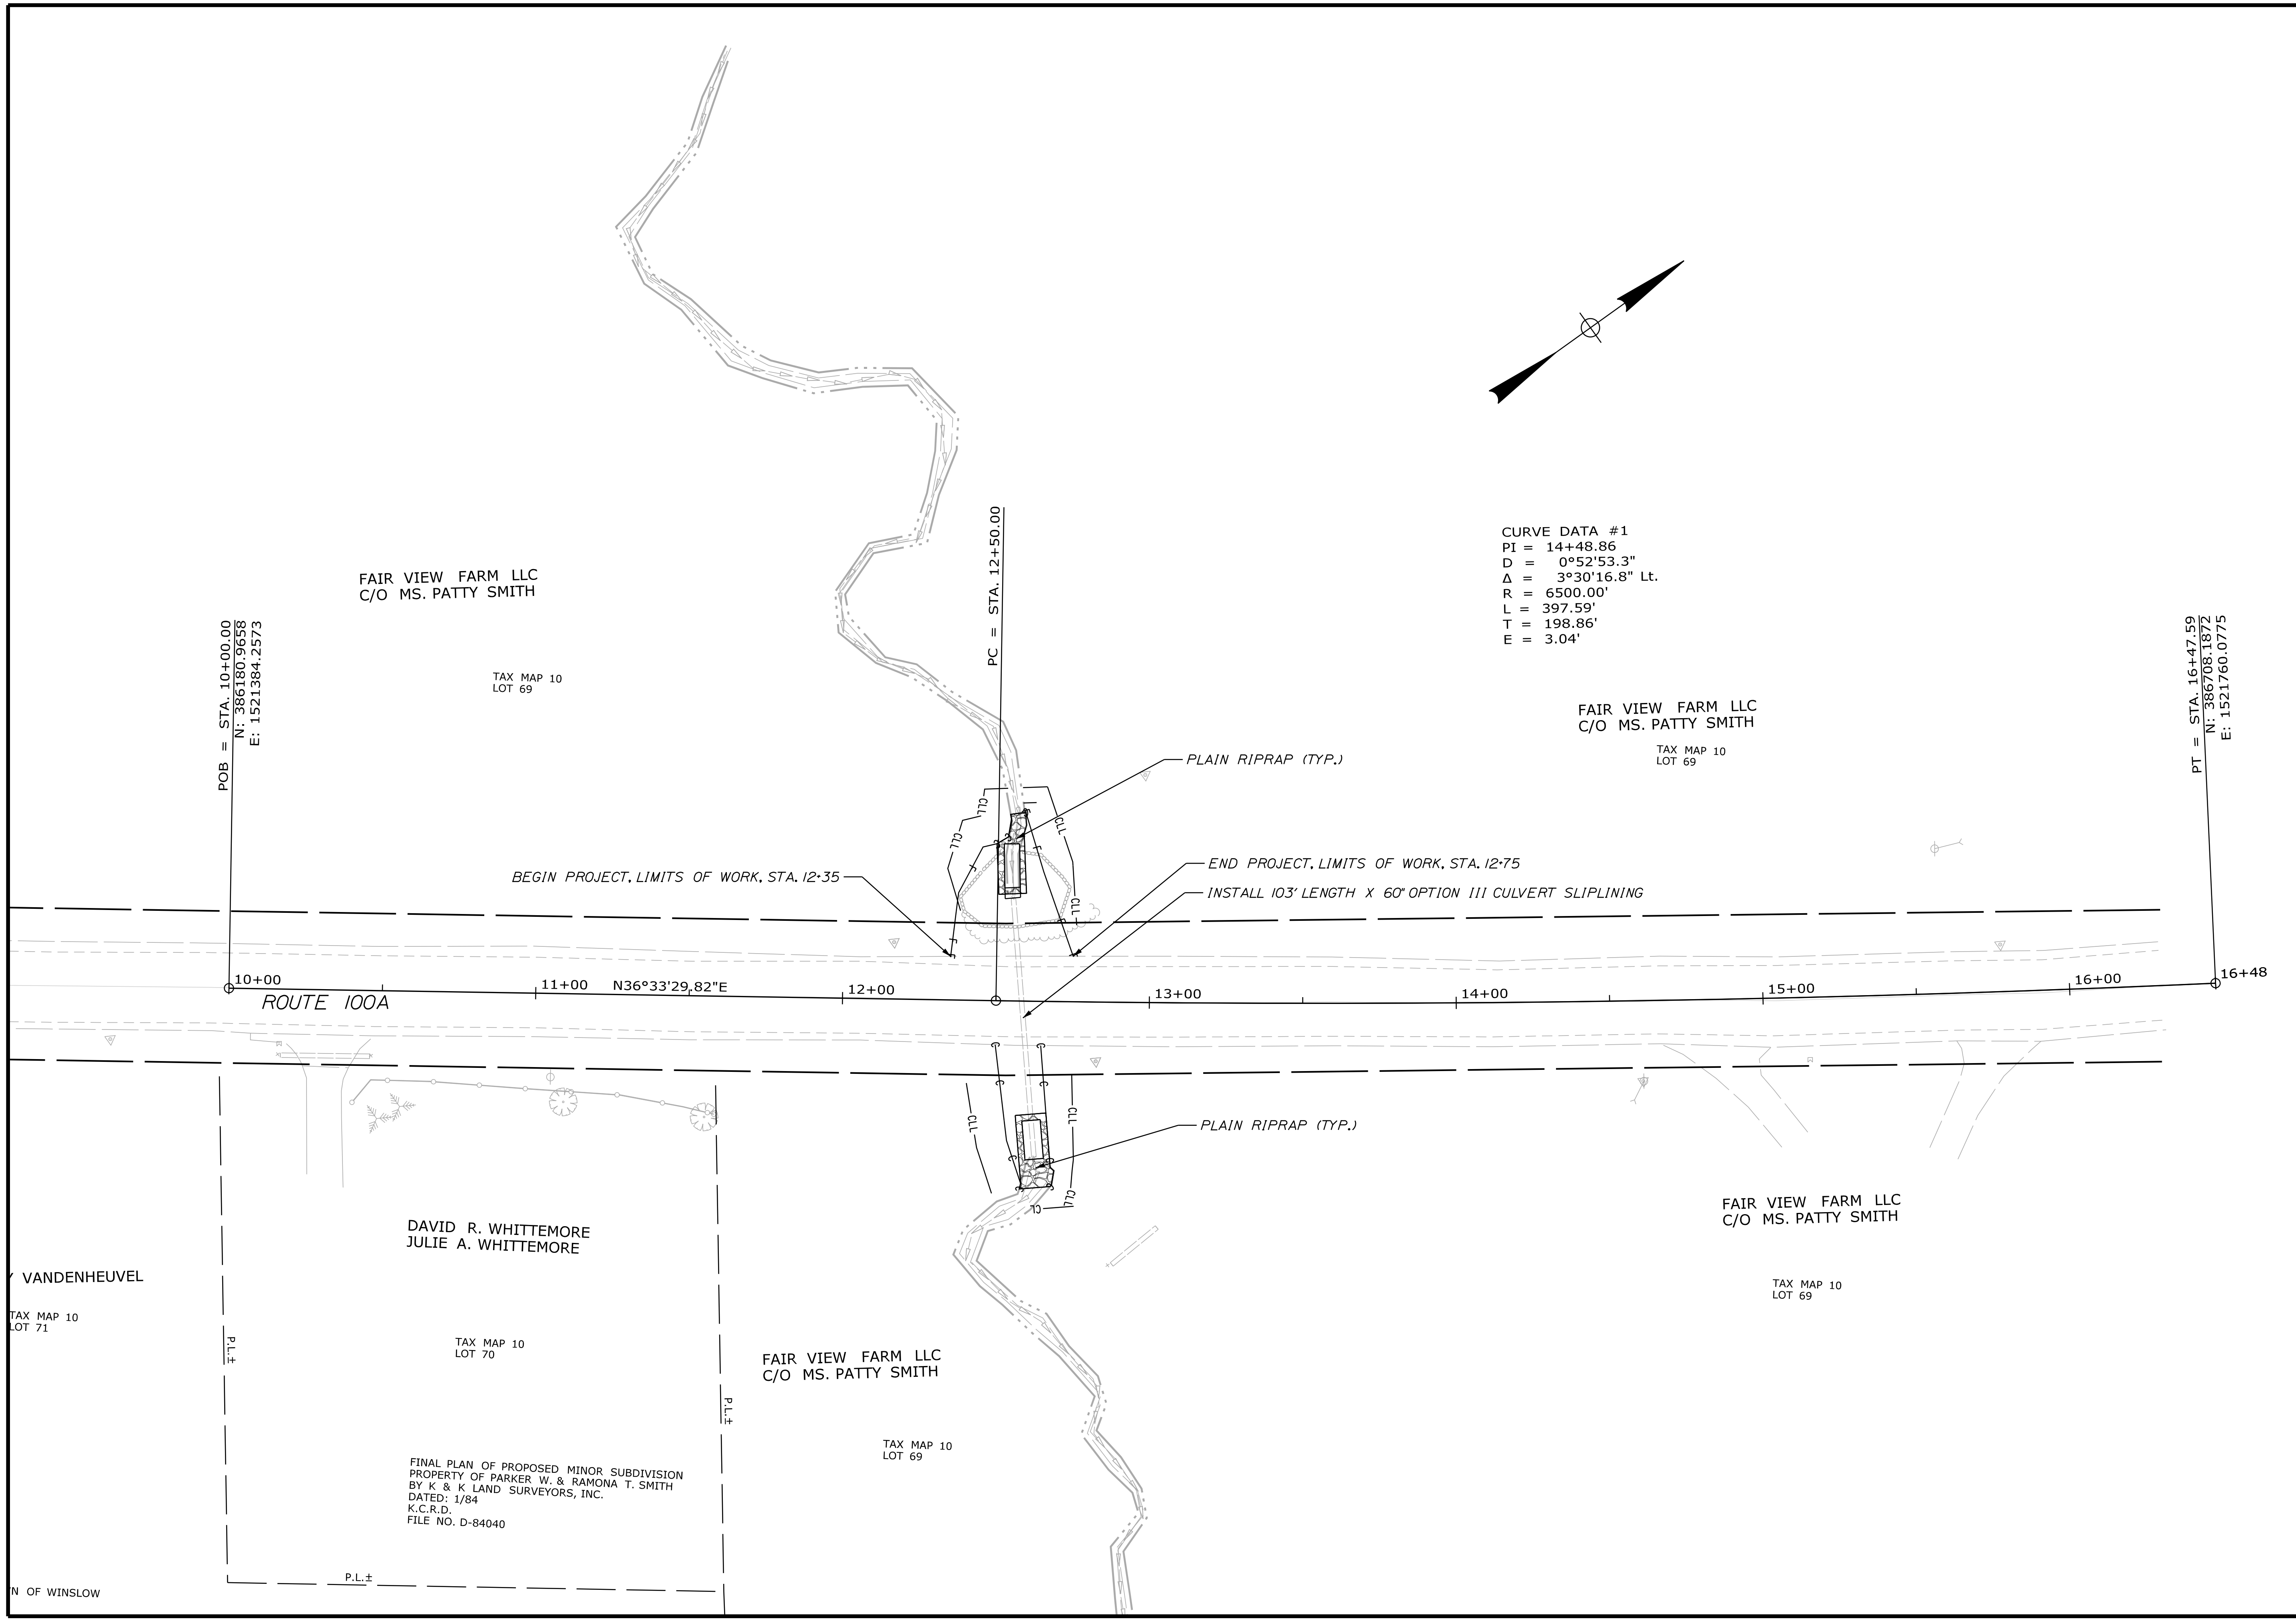 FAIR VIEW FARM LLC
C/O MS. PATTY SMITH
TAX MAP 10
LOT 69
POB = STA. 10+00.00
N: 386180.9658
E: 1521384.2573
PC = STA. 12+50.00
CURVE DATA #1
PI = 14+48.86
D = 0°52'53.3"
Δ = 3°30'16.8" Lt.
R = 6500.00'
L = 397.59'
T = 198.86'
E = 3.04'
FAIR VIEW FARM LLC
C/O MS. PATTY SMITH
TAX MAP 10
LOT 69
PT = STA. 16+47.59
N: 386708.1872
E: 1521760.0775
PLAIN RIPRAP (TYP.)
CLL
CLL
CLL
CLL
BEGIN PROJECT, LIMITS OF WORK, STA. 12+35
END PROJECT, LIMITS OF WORK, STA. 12+75
INSTALL 103' LENGTH X 60" OPTION III CULVERT SLIPLINING
10+00
11+00
N36°33'29.82"E
12+00
13+00
14+00
15+00
16+00
16+48
ROUTE 100A
CLL
CLL
PLAIN RIPRAP (TYP.)
CLL
CL
DAVID R. WHITTEMORE
JULIE A. WHITTEMORE
FAIR VIEW FARM LLC
C/O MS. PATTY SMITH
TAX MAP 10
LOT 69
VANDENHEUVEL
TAX MAP 10
LOT 71
P.L.±
TAX MAP 10
LOT 70
FAIR VIEW FARM LLC
C/O MS. PATTY SMITH
P.L.±
TAX MAP 10
LOT 69
FINAL PLAN OF PROPOSED MINOR SUBDIVISION
PROPERTY OF PARKER W. & RAMONA T. SMITH
BY K & K LAND SURVEYORS, INC.
DATED: 1/84
K.C.R.D.
FILE NO. D-84040
P.L.±
N OF WINSLOW